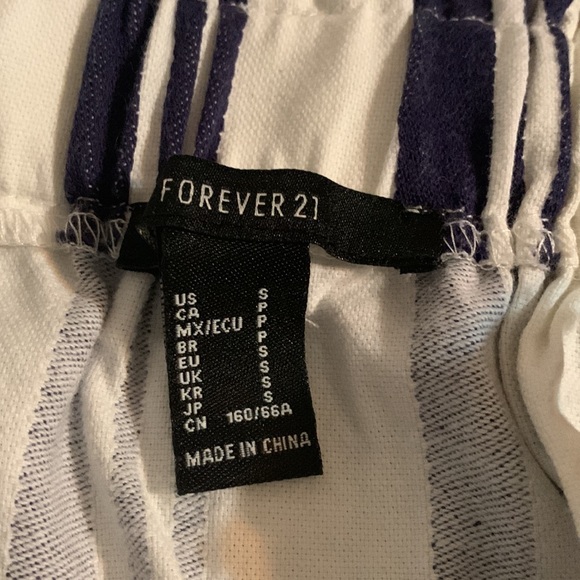 FOREVER 21
US S
CA P
MX/ECU P
BR P
EU S
UK S
KR S
JP S
CN 160/66A
MADE IN CHINA